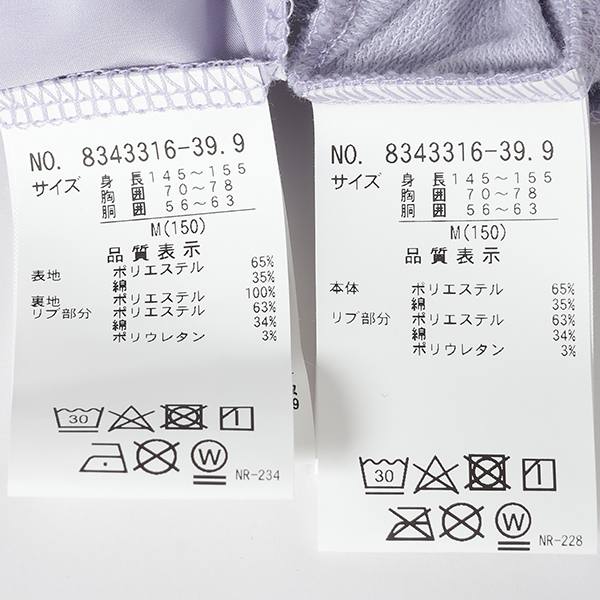 NO. 8343316-39.9
サイズ
身長 145～155
胸囲 70～78
胴囲 56～63
M(150)
品質表示
表地 ポリエステル 65%
綿 35%
裏地 ポリエステル 100%
リブ部分 ポリエステル 63%
綿 34%
ポリウレタン 3%
30
W
NR-234
9
NO. 8343316-39.9
サイズ
身長 145～155
胸囲 70～78
胴囲 56～63
M(150)
品質表示
本体 ポリエステル 65%
綿 35%
リブ部分 ポリエステル 63%
綿 34%
ポリウレタン 3%
30
W
NR-228